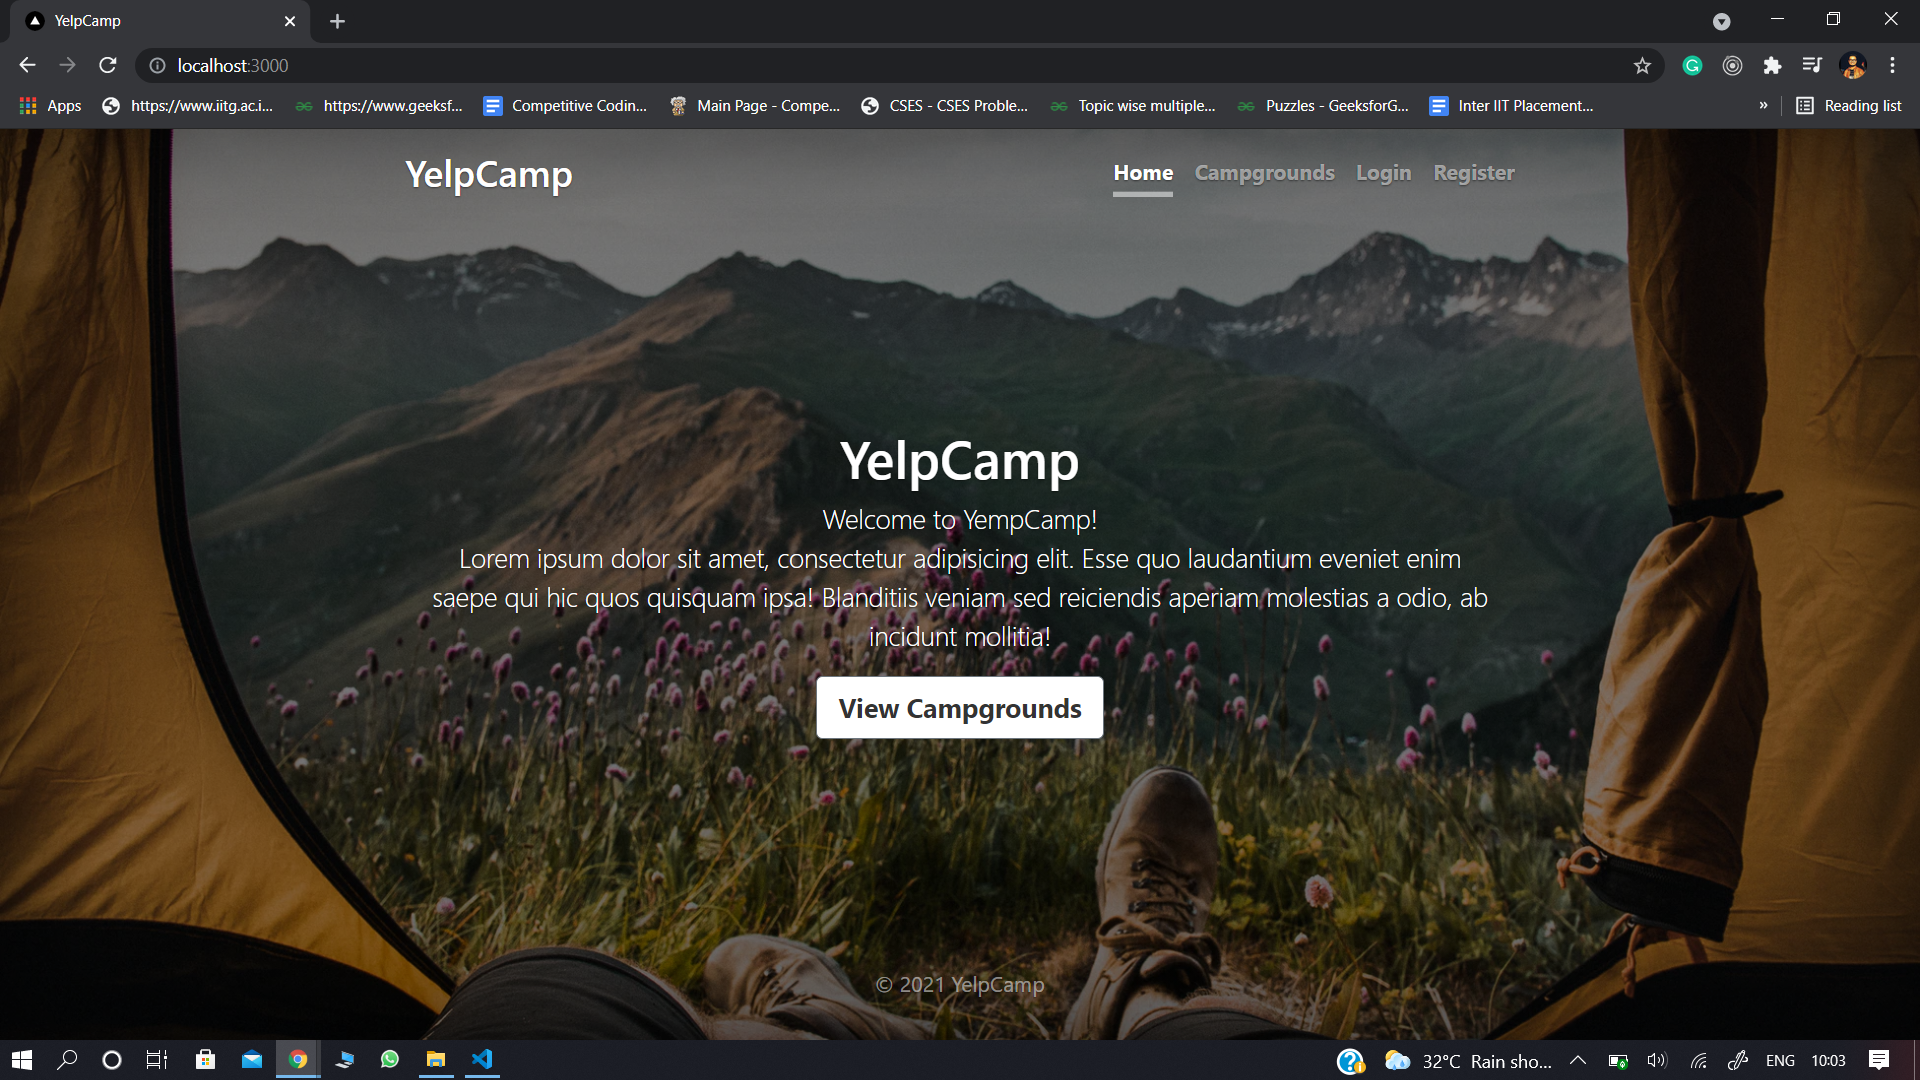 YelpCamp
localhost:3000
Apps https://www.iitg.ac.i... https://www.geeksf... Competitive Codin... Main Page - Compe... CSES - CSES Proble... Topic wise multiple... Puzzles - GeeksforG... Inter IIT Placement... » Reading list
YelpCamp Home Campgrounds Login Register
YelpCamp
Welcome to YempCamp!
Lorem ipsum dolor sit amet, consectetur adipisicing elit. Esse quo laudantium eveniet enim
saepe qui hic quos quisquam ipsa! Blanditiis veniam sed reiciendis aperiam molestias a odio, ab
incidunt mollitia!
View Campgrounds
© 2021 YelpCamp
32°C Rain sho... ENG 10:03